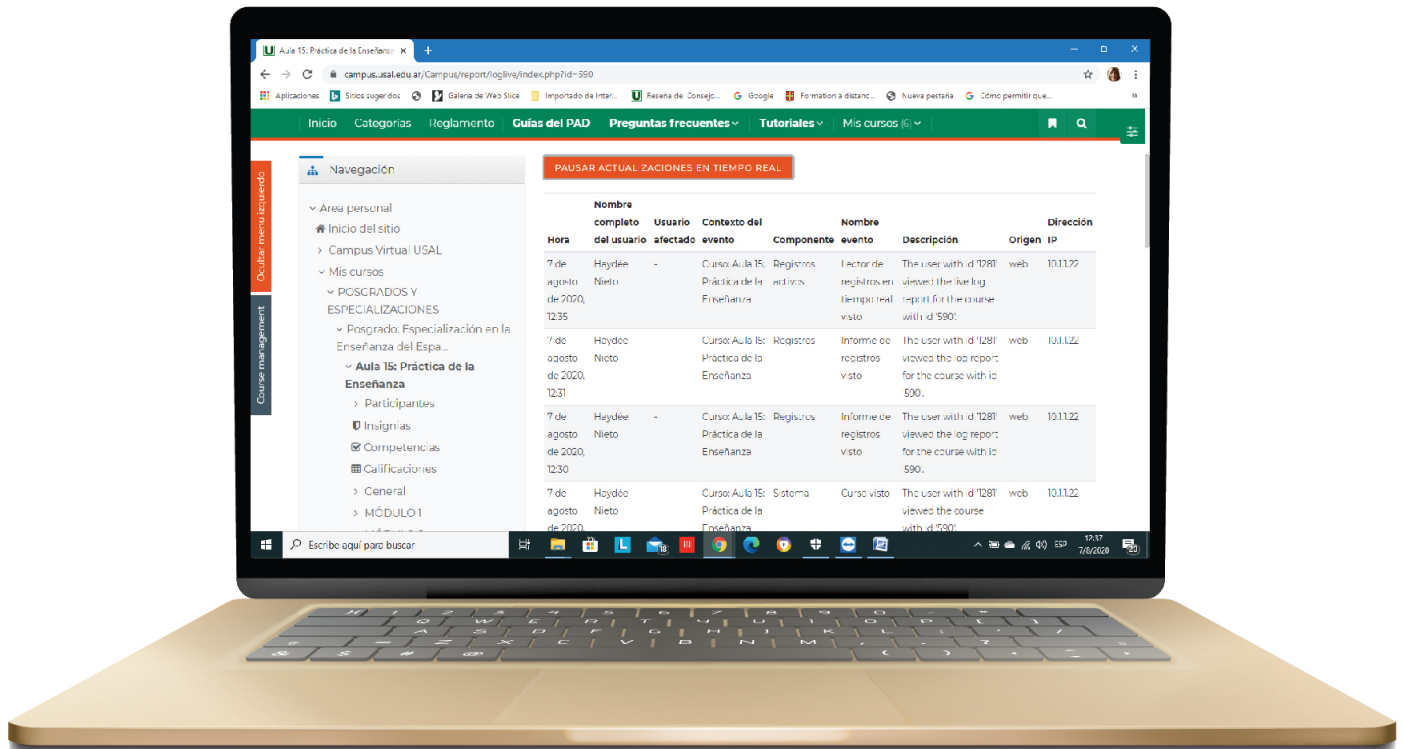 Aula 15: Práctica de la Enseñanza
campus.usal.edu.ar/Campus/report/loglive/index.php?id=590
Aplicaciones Sitios sugeridos Galería de Web Slice Importado de Inter... Reseña del Consejo... Google Formation à distanc... Nueva pestaña Cómo permitir que... »
Inicio Categorías Reglamento Guías del PAD Preguntas frecuentes Tutoriales Mis cursos (6)
Ocultar menu izquierdo
Course management
Navegación
Área personal
Inicio del sitio
Campus Virtual USAL
Mis cursos
POSGRADOS Y
ESPECIALIZACIONES
Posgrado: Especialización en la
Enseñanza del Espa...
Aula 15: Práctica de la
Enseñanza
Participantes
Insignias
Competencias
Calificaciones
General
MÓDULO 1
PAUSAR ACTUALIZACIONES EN TIEMPO REAL
Nombre
completo Usuario Contexto del Nombre Dirección
Hora del usuario afectado evento Componente evento Descripción Origen IP
7 de Haydée - Curso: Aula 15: Registros Lector de The user with id '1281' web 10.1.1.22
agosto Nieto Práctica de la activos registros en viewed the live log
de 2020, Enseñanza tiempo real report for the course
12:35 visto with id '590'.
7 de Haydée - Curso: Aula 15: Registros Informe de The user with id '1281' web 10.1.1.22
agosto Nieto Práctica de la registros viewed the log report
de 2020, Enseñanza visto for the course with id
12:31 '590'.
7 de Haydée - Curso: Aula 15: Registros Informe de The user with id '1281' web 10.1.1.22
agosto Nieto Práctica de la registros viewed the log report
de 2020, Enseñanza visto for the course with id
12:30 '590'.
7 de Haydée - Curso: Aula 15: Sistema Curso visto The user with id '1281' web 10.1.1.22
agosto Nieto Práctica de la viewed the course
de 2020, Enseñanza with id '590'.
Escribe aquí para buscar
18
ESP
12:37
7/8/2020
20